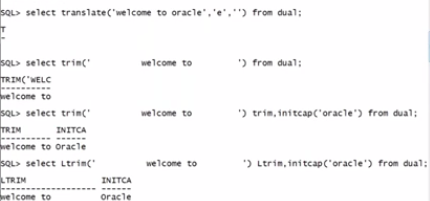 SQL> select translate('welcome to oracle','e','') from dual;
T
-
SQL> select trim('          welcome to          ') from dual;
TRIM('WELC
----------
welcome to
SQL> select trim('          welcome to          ') trim,initcap('oracle') from dual;
TRIM       INITCA
---------- ------
welcome to Oracle
SQL> select Ltrim('          welcome to          ') Ltrim,initcap('oracle') from dual;
LTRIM                INITCA
-------------------- ------
welcome to           Oracle